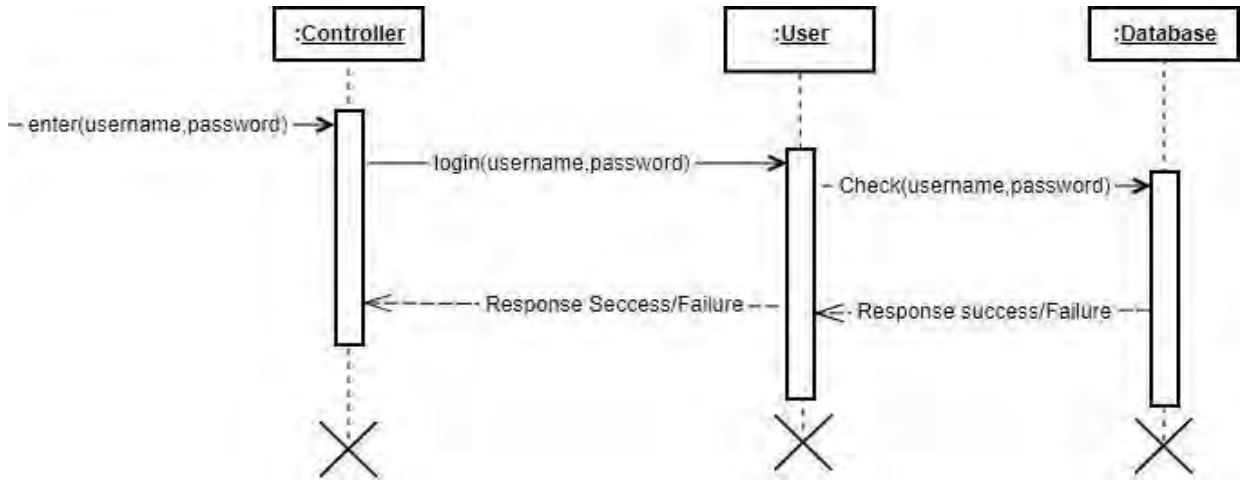 :Controller
:User
:Database
enter(username,password)
login(username,password)
Check(username,password)
Response Seccess/Failure
Response success/Failure